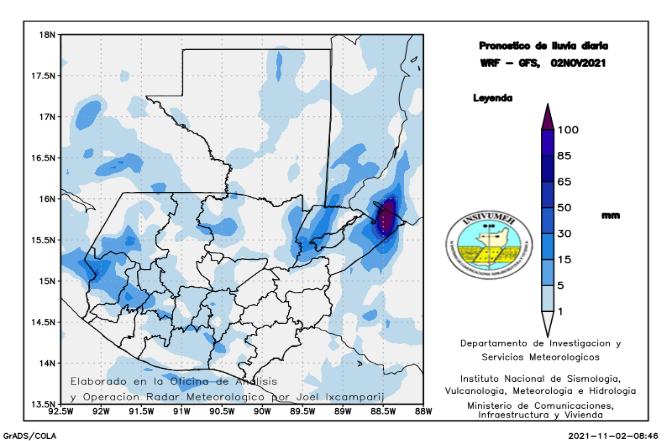 18N
17.5N
17N
16.5N
16N
15.5N
15N
14.5N
14N
13.5N
92.5W 92W 91.5W 91W 90.5W 90W 89.5W 89W 88.5W 88W
Elaborado en la Oficina de Analisis
y Operacion Radar Meteorologico por Joel Ixcamparij
Pronostico de lluvia diaria
WRF - GFS, 02NOV2021
Leyenda
100
85
65
50
30
15
5
1
mm
INSIVUMEH
Departamento de Investigacion y
Servicios Meteorologicos
Instituto Nacional de Sismologia,
Vulcanologia, Meteorologia e Hidrologia
Ministerio de Comunicaciones,
Infraestructura y Vivienda
GrADS/COLA
2021-11-02-08:46